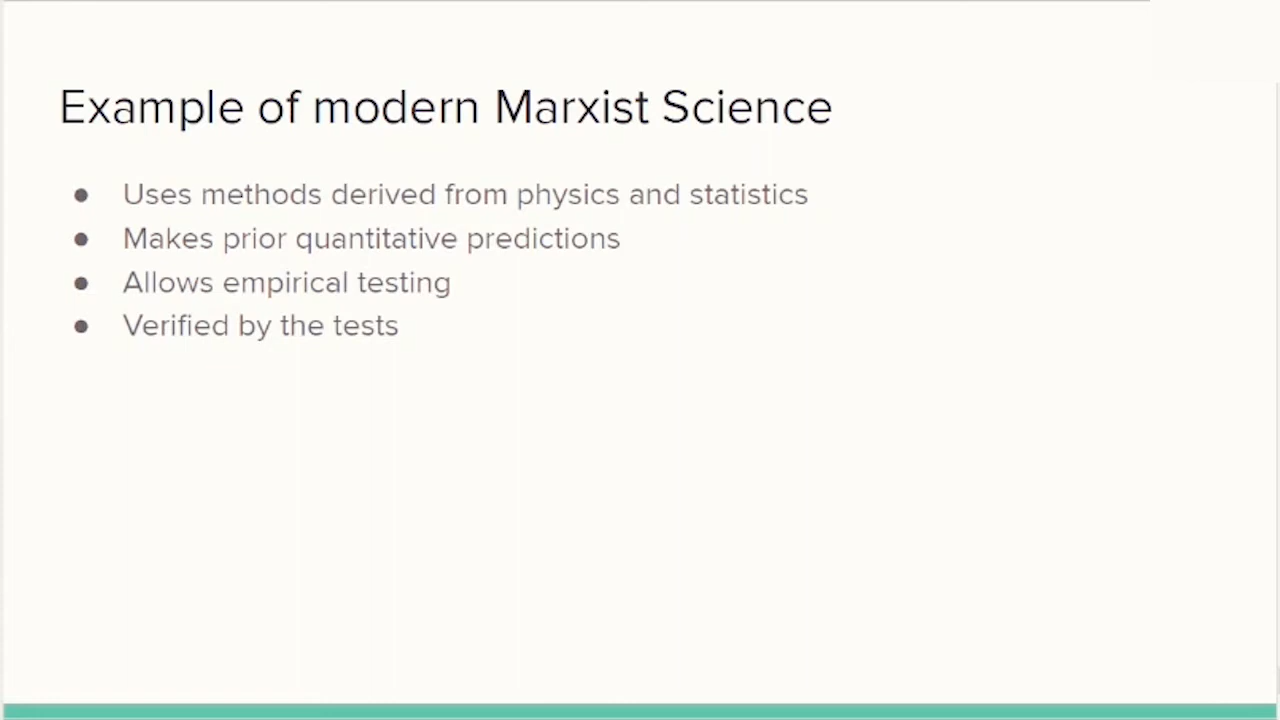 Example of modern Marxist Science
● Uses methods derived from physics and statistics
● Makes prior quantitative predictions
● Allows empirical testing
● Verified by the tests